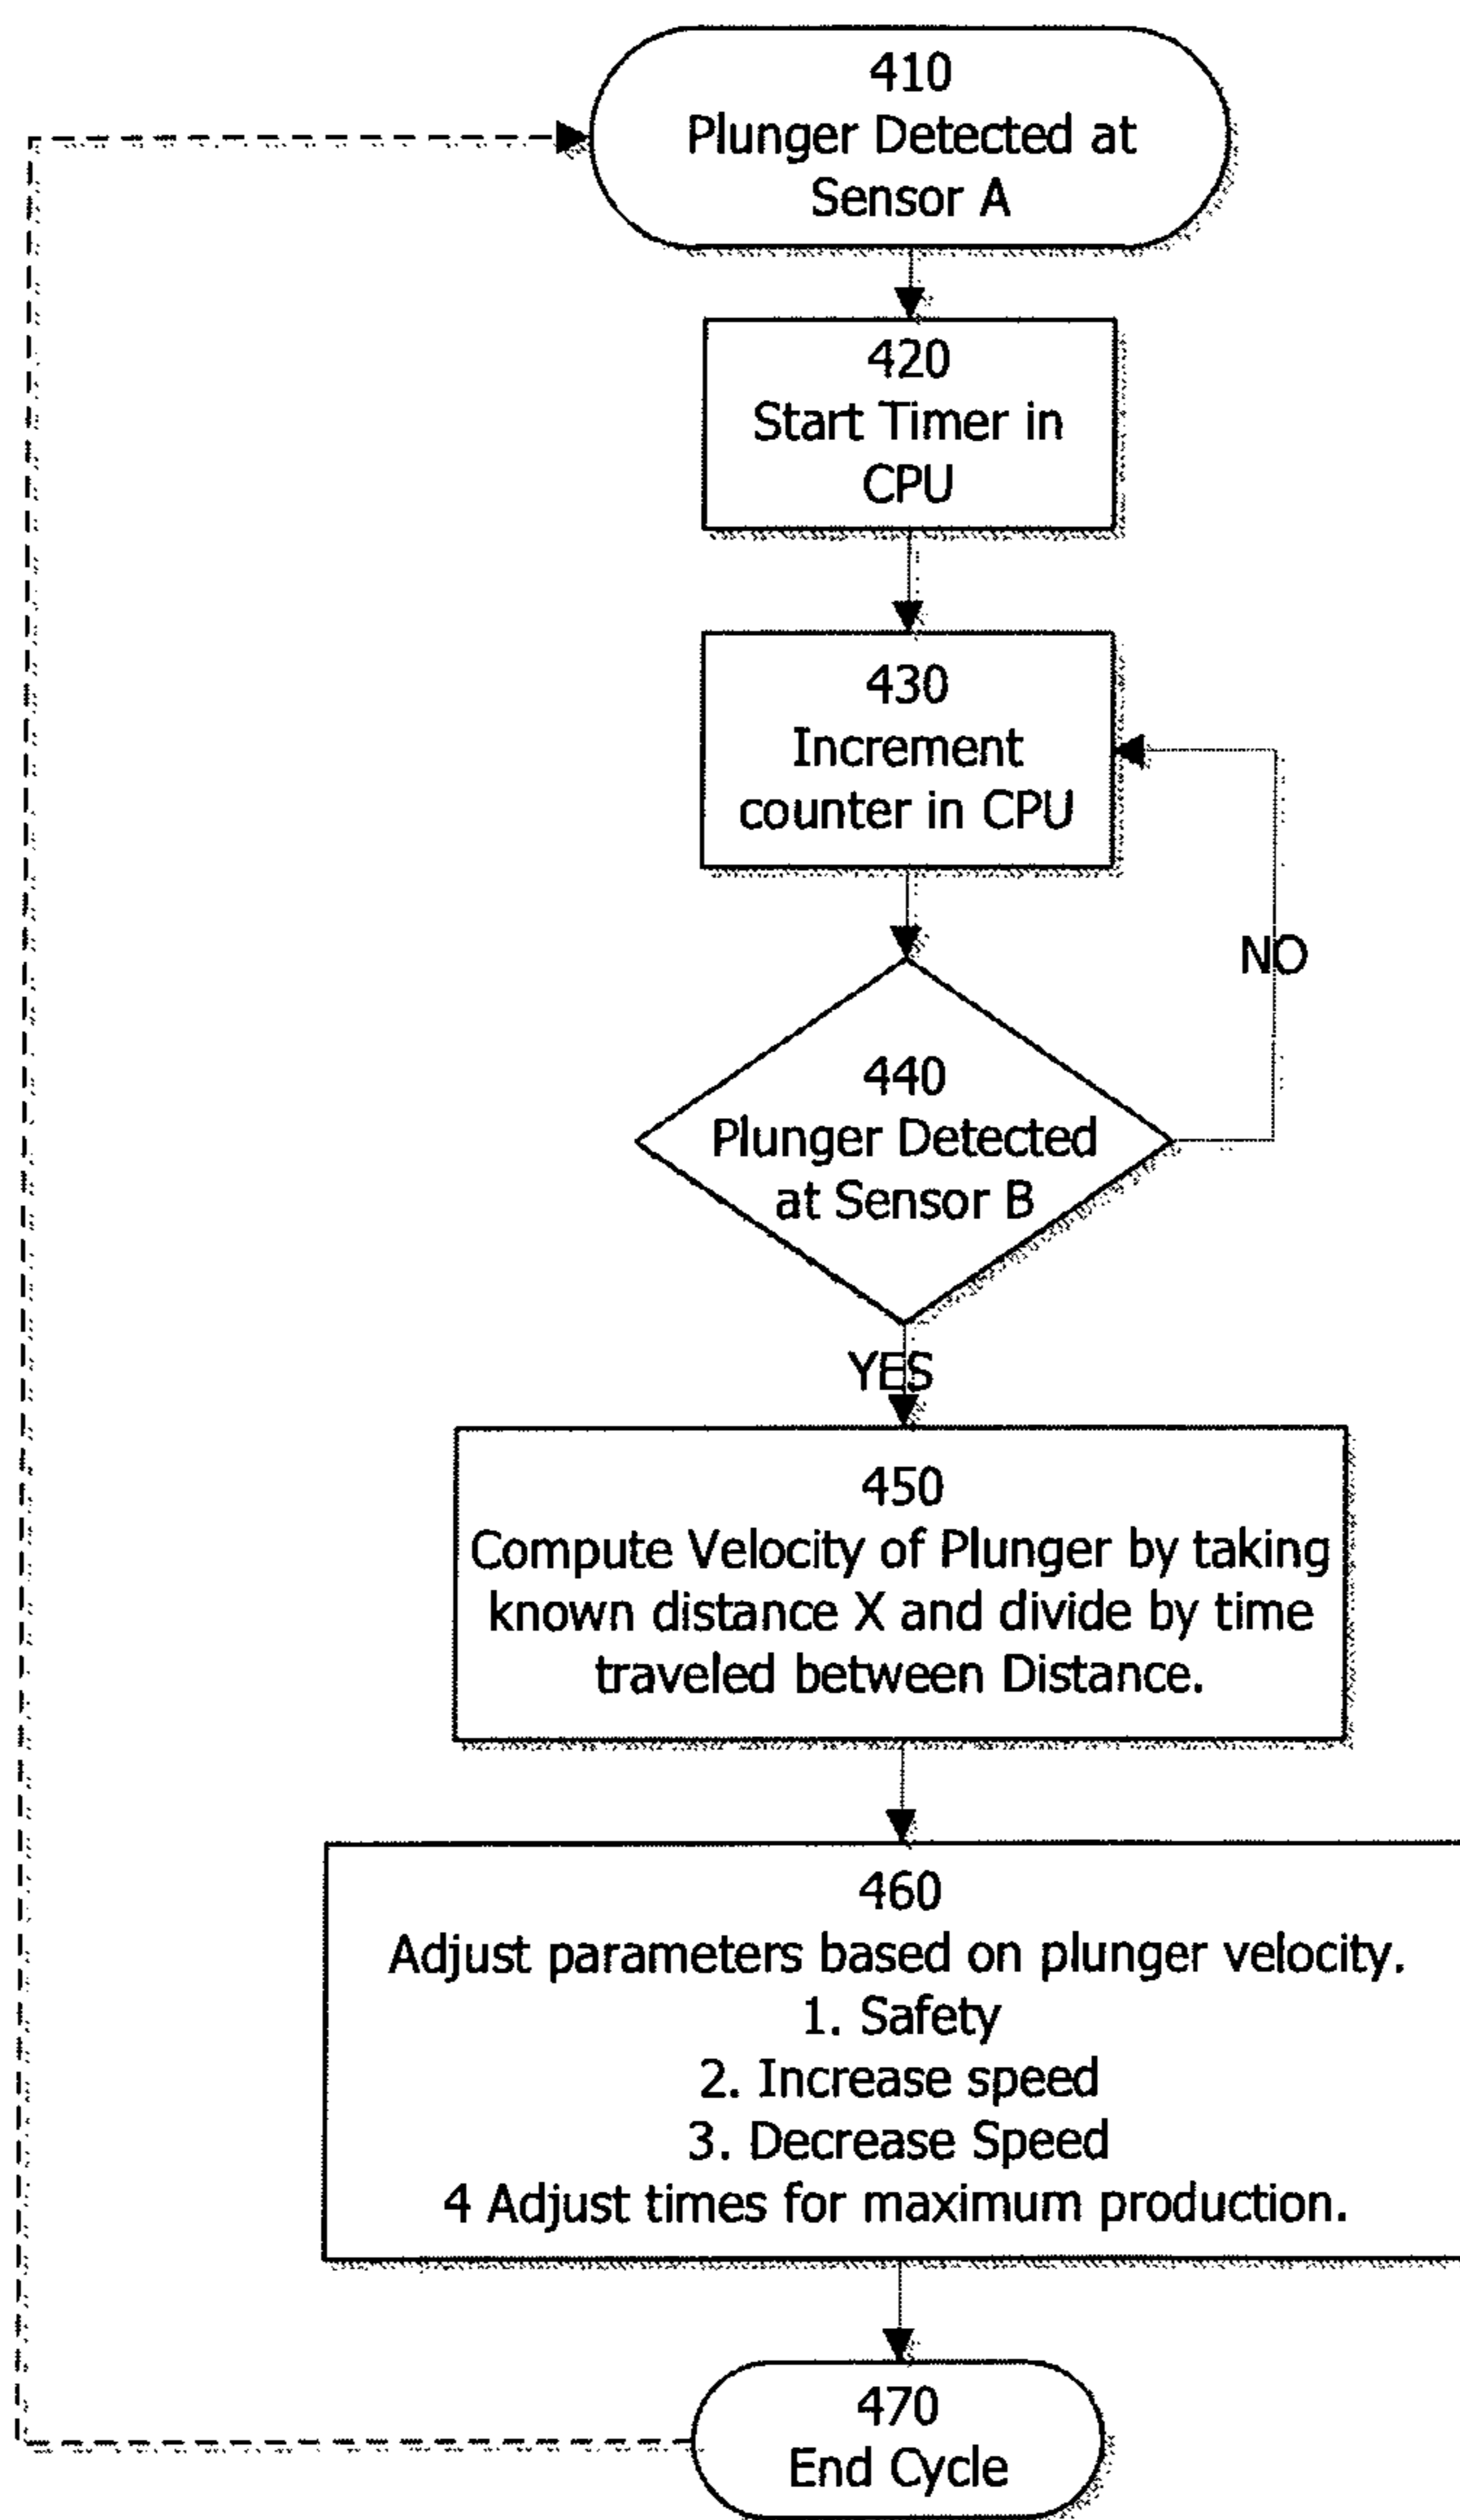 410
Plunger Detected at
Sensor A
420
Start Timer in
CPU
430
Increment
counter in CPU
NO
440
Plunger Detected
at Sensor B
YES
450
Compute Velocity of Plunger by taking
known distance X and divide by time
traveled between Distance.
460
Adjust parameters based on plunger velocity.
1. Safety
2. Increase speed
3. Decrease Speed
4 Adjust times for maximum production.
470
End Cycle